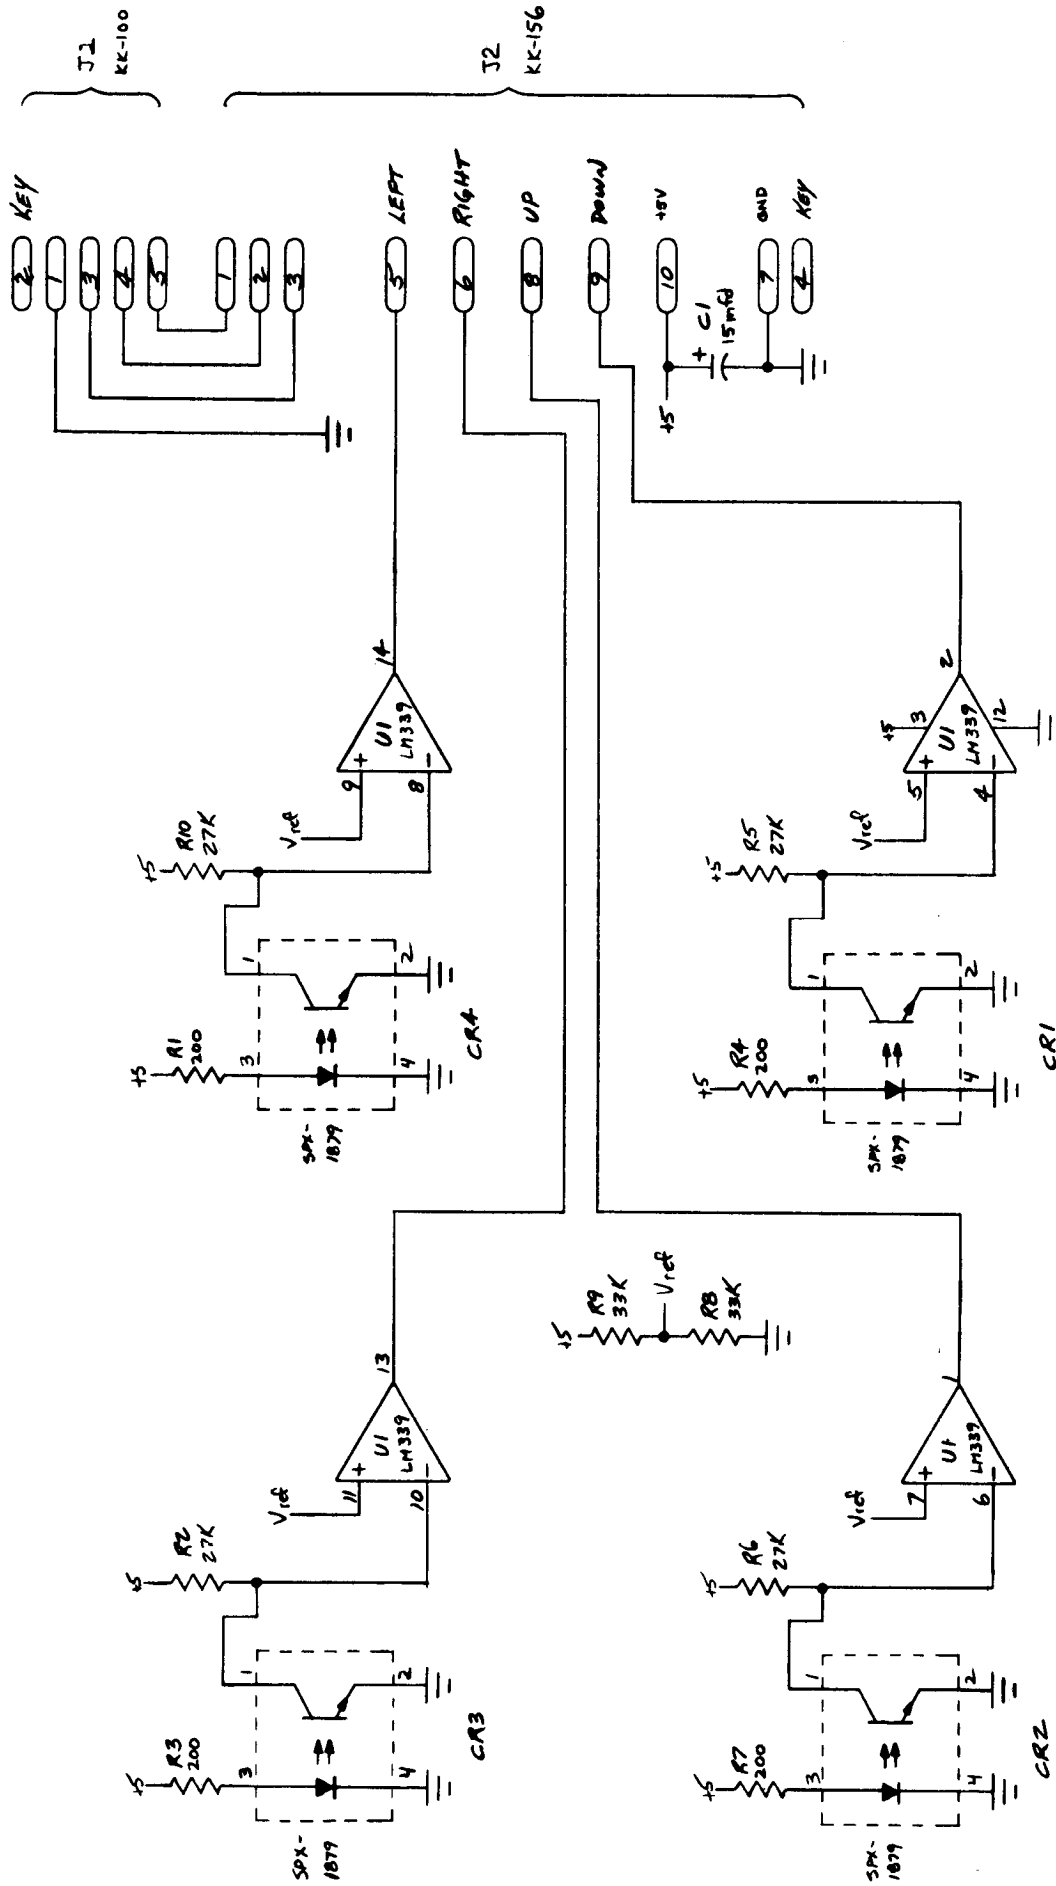 J1
KK-100
J2
KK-156
2 KEY
1
3
4
5
1
2
3
5 LEFT
6 RIGHT
8 UP
9 DOWN
10 +5V
7 GND
4 KEY
+5
+ C1
15mfd
SPX-
1879
+5
R3
200
3
4
1
2
CR3
+5
R2
27K
Vref
11
10
+
-
U1
LM339
13
SPX-
1879
+5
R1
200
3
4
1
2
CR4
+5
R10
27K
Vref
9
8
+
-
U1
LM339
14
+5
R9
33K
Vref
R8
33K
SPX-
1879
+5
R7
200
3
4
1
2
CR2
+5
R6
27K
Vref
7
6
+
-
U1
LM339
1
SPX-
1879
+5
R4
200
3
4
1
2
CR1
+5
R5
27K
Vref
5
4
+
-
U1
LM339
+5
3
12
2